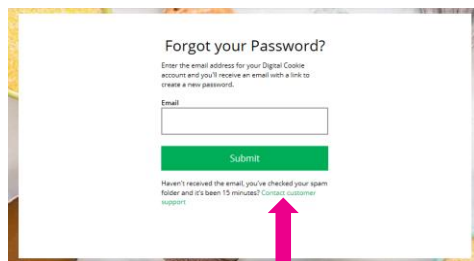 Forgot your Password?
Enter the email address for your Digital Cookie
account and you'll receive an email with a link to
create a new password.
Email
Submit
Haven't received the email, you've checked your spam
folder and it's been 15 minutes? Contact customer
support